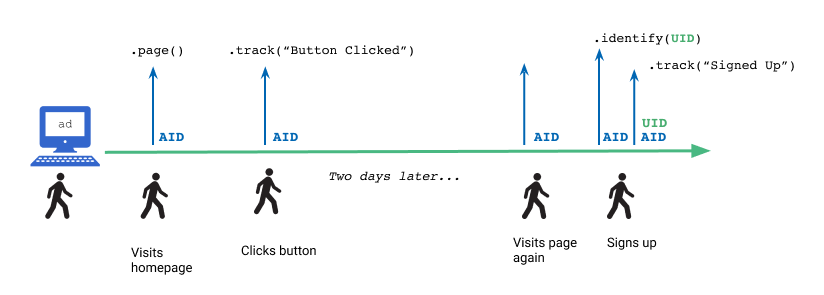 .identify(UID)
.page()
.track(“Button Clicked”)
.track(“Signed Up”)
ad
UID
AID
AID
AID
AID
AID
Two days later...
Visits
homepage
Clicks button
Visits page
again
Signs up